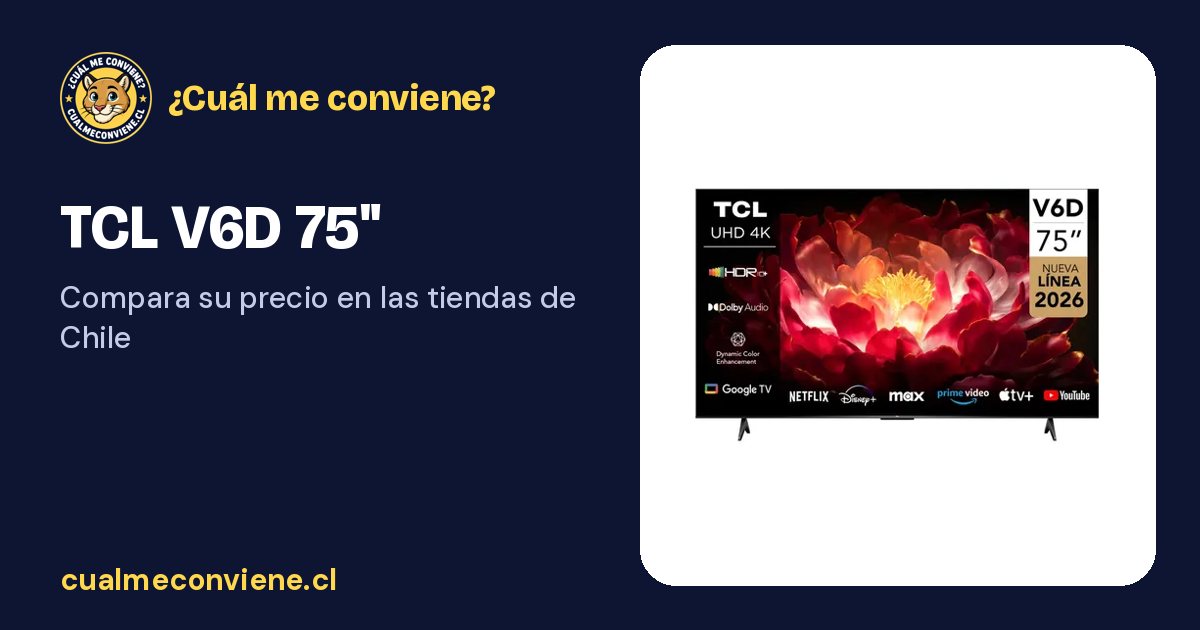 ¿CUÁL ME CONVIENE?
CUALMECONVIENE.CL
¿Cuál me conviene?
TCL V6D 75"
Compara su precio en las tiendas de
Chile
cualmeconviene.cl
TCL
UHD 4K
HDR10+
Dolby Audio
Dynamic Color
Enhancement
Google TV
NETFLIX Disney+ max prime video tv+ YouTube
V6D
75”
NUEVA
LÍNEA
2026